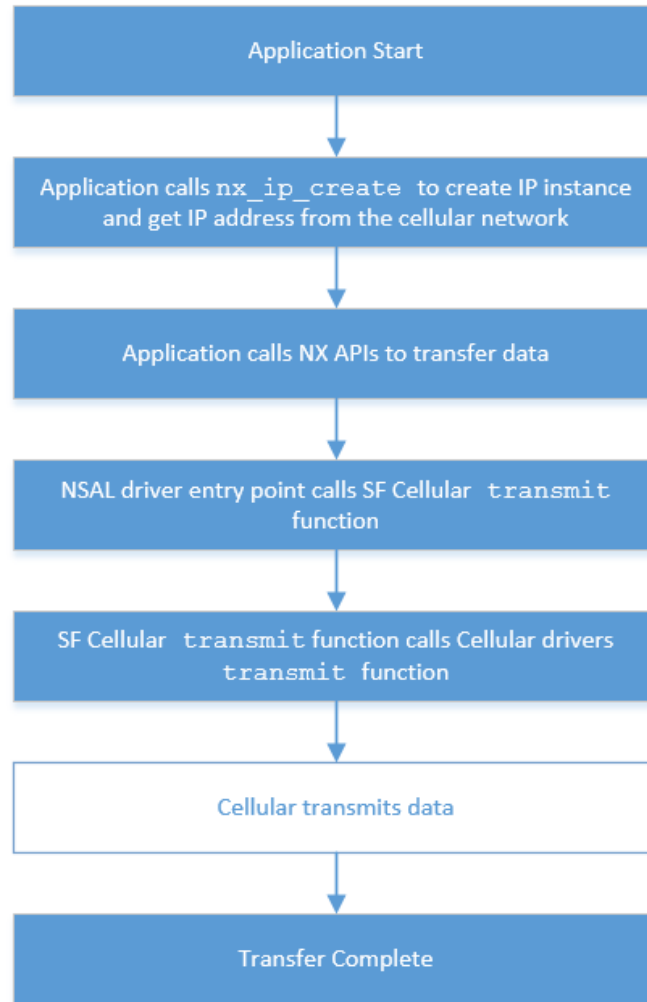 Application Start
Application calls nx_ip_create to create IP instance
and get IP address from the cellular network
Application calls NX APIs to transfer data
NSAL driver entry point calls SF Cellular transmit
function
SF Cellular transmit function calls Cellular drivers
transmit function
Cellular transmits data
Transfer Complete